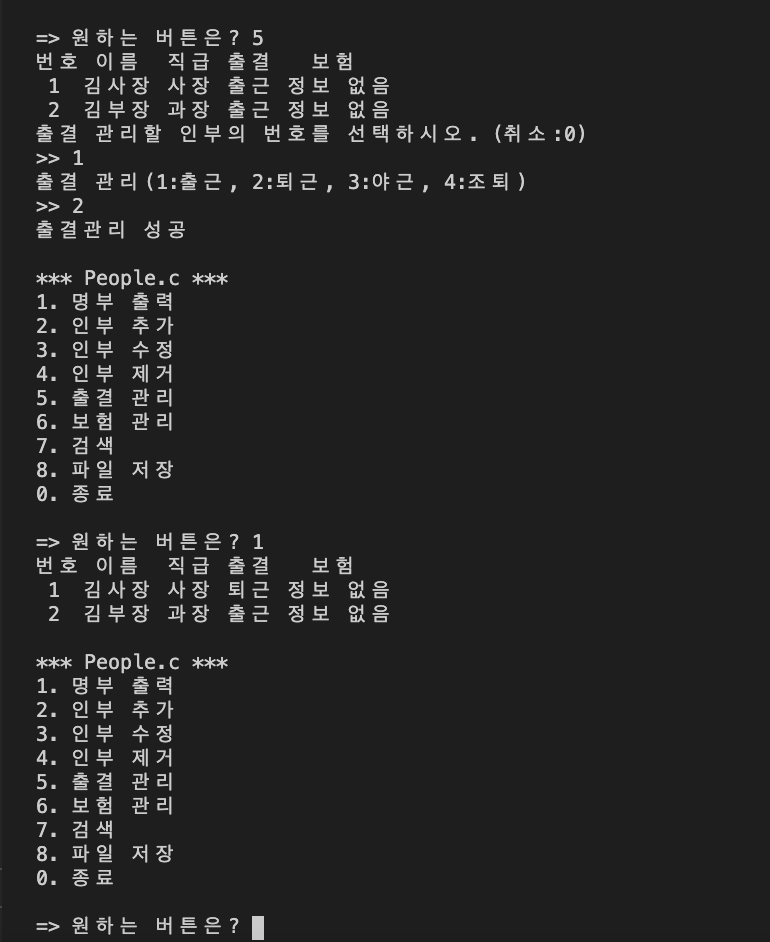 => 원하는 버튼은? 5
번호 이름 직급 출결 보험
1 김사장 사장 출근 정보 없음
2 김부장 과장 출근 정보 없음
출결 관리할 인부의 번호를 선택하시오. (취소:0)
>> 1
출결 관리(1:출근, 2:퇴근, 3:야근, 4:조퇴)
>> 2
출결관리 성공
*** People.c ***
1. 명부 출력
2. 인부 추가
3. 인부 수정
4. 인부 제거
5. 출결 관리
6. 보험 관리
7. 검색
8. 파일 저장
0. 종료
=> 원하는 버튼은? 1
번호 이름 직급 출결 보험
1 김사장 사장 퇴근 정보 없음
2 김부장 과장 출근 정보 없음
*** People.c ***
1. 명부 출력
2. 인부 추가
3. 인부 수정
4. 인부 제거
5. 출결 관리
6. 보험 관리
7. 검색
8. 파일 저장
0. 종료
=> 원하는 버튼은?